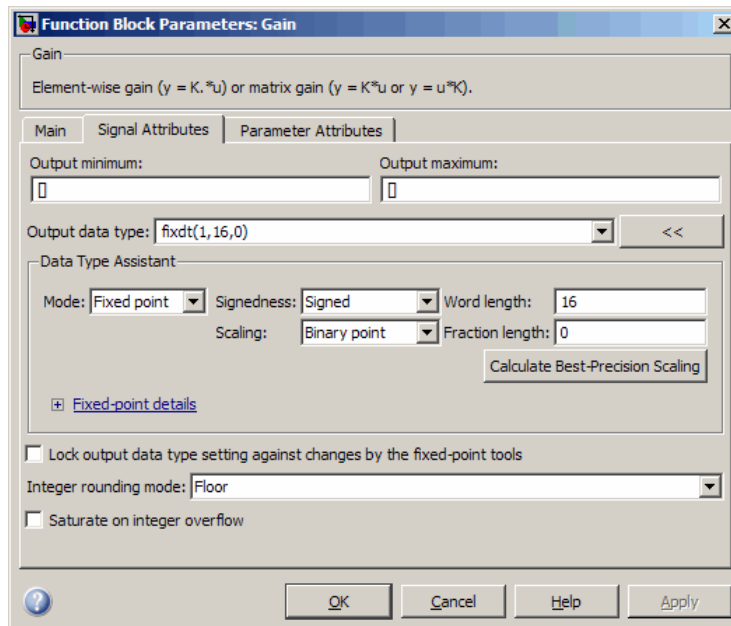 Function Block Parameters: Gain
Gain
Element-wise gain (y = K.*u) or matrix gain (y = K*u or y = u*K).
Main Signal Attributes Parameter Attributes
Output minimum: Output maximum:
[] []
Output data type: fixdt(1,16,0) <<
Data Type Assistant
Mode: Fixed point Signedness: Signed Word length: 16
Scaling: Binary point Fraction length: 0
Calculate Best-Precision Scaling
Fixed-point details
Lock output data type setting against changes by the fixed-point tools
Integer rounding mode: Floor
Saturate on integer overflow
OK Cancel Help Apply